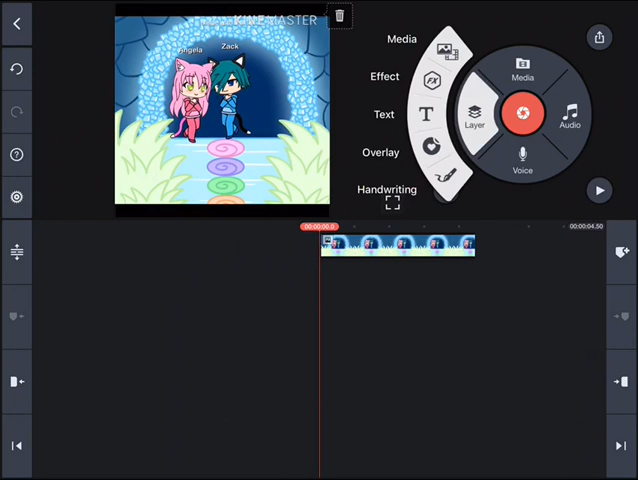 KINEMASTER
Angela
Zack
Media
Effect
Text
Overlay
Handwriting
Media
Layer
Audio
Voice
00:00:00.0
00:00:04.50